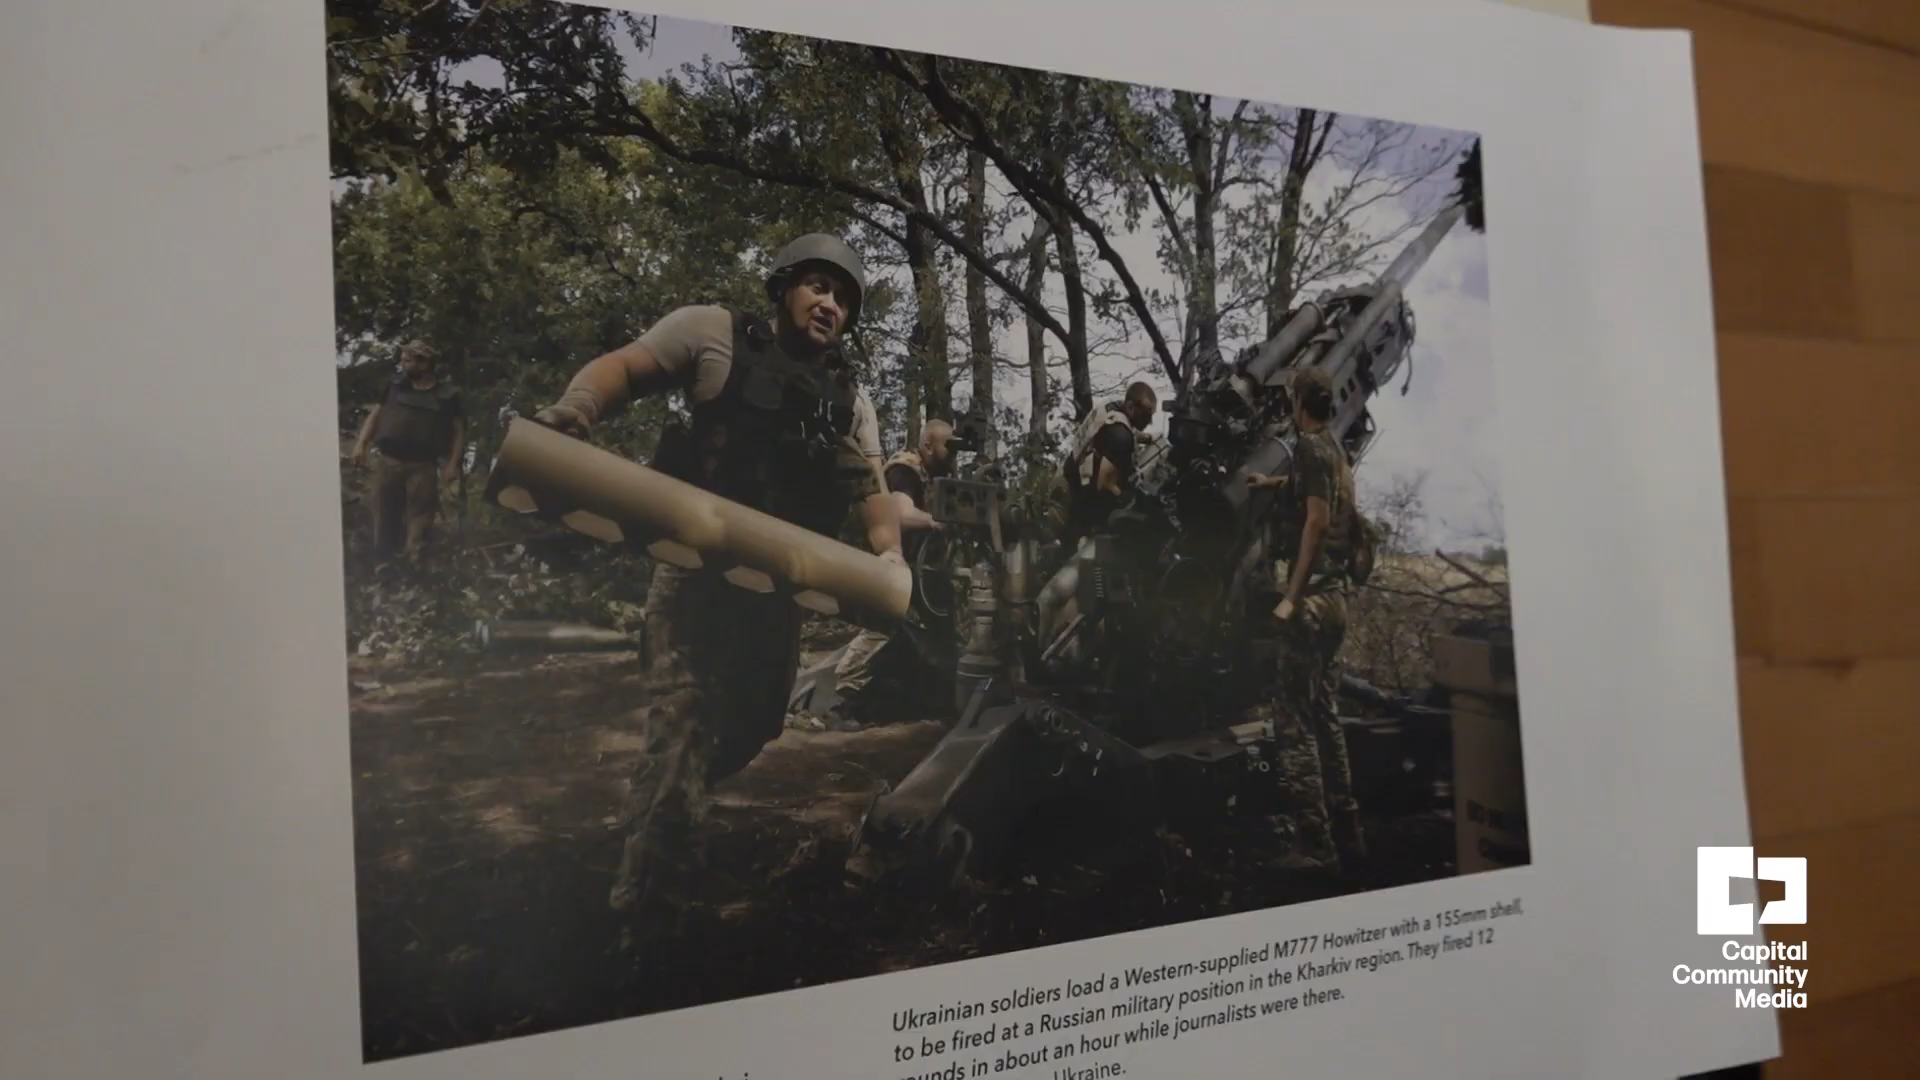 Ukrainian soldiers load a Western-supplied M777 Howitzer with a 155mm shell,
to be fired at a Russian military position in the Kharkiv region. They fired 12
ounds in about an hour while journalists were there.
Ukraine.
Capital
Community
Media